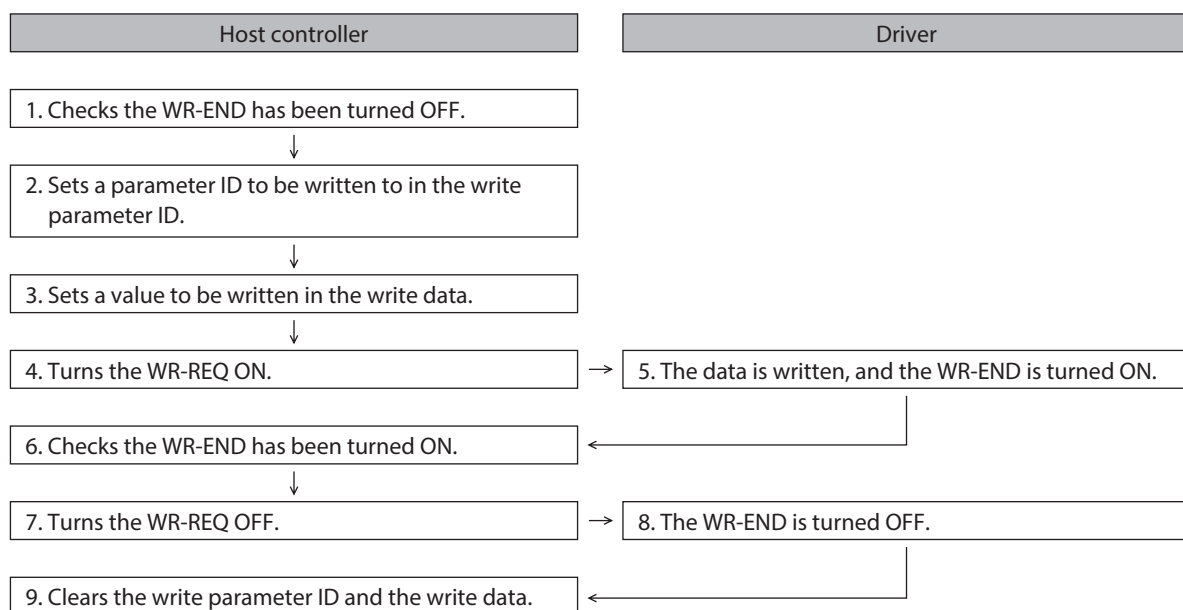 Host controller
Driver
1. Checks the WR-END has been turned OFF.
2. Sets a parameter ID to be written to in the write
parameter ID.
3. Sets a value to be written in the write data.
4. Turns the WR-REQ ON.
5. The data is written, and the WR-END is turned ON.
6. Checks the WR-END has been turned ON.
7. Turns the WR-REQ OFF.
8. The WR-END is turned OFF.
9. Clears the write parameter ID and the write data.